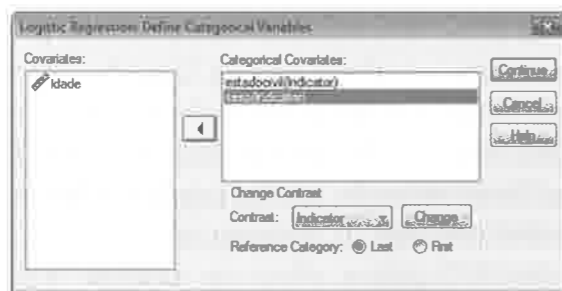 Logistic Regression: Define Categorical Variables
Covariates:
Idade
Categorical Covariates:
estadocivil(Indicator)
Continue
Cancel
Help
Change Contrast
Contrast: Indicator Change
Reference Category: Last First